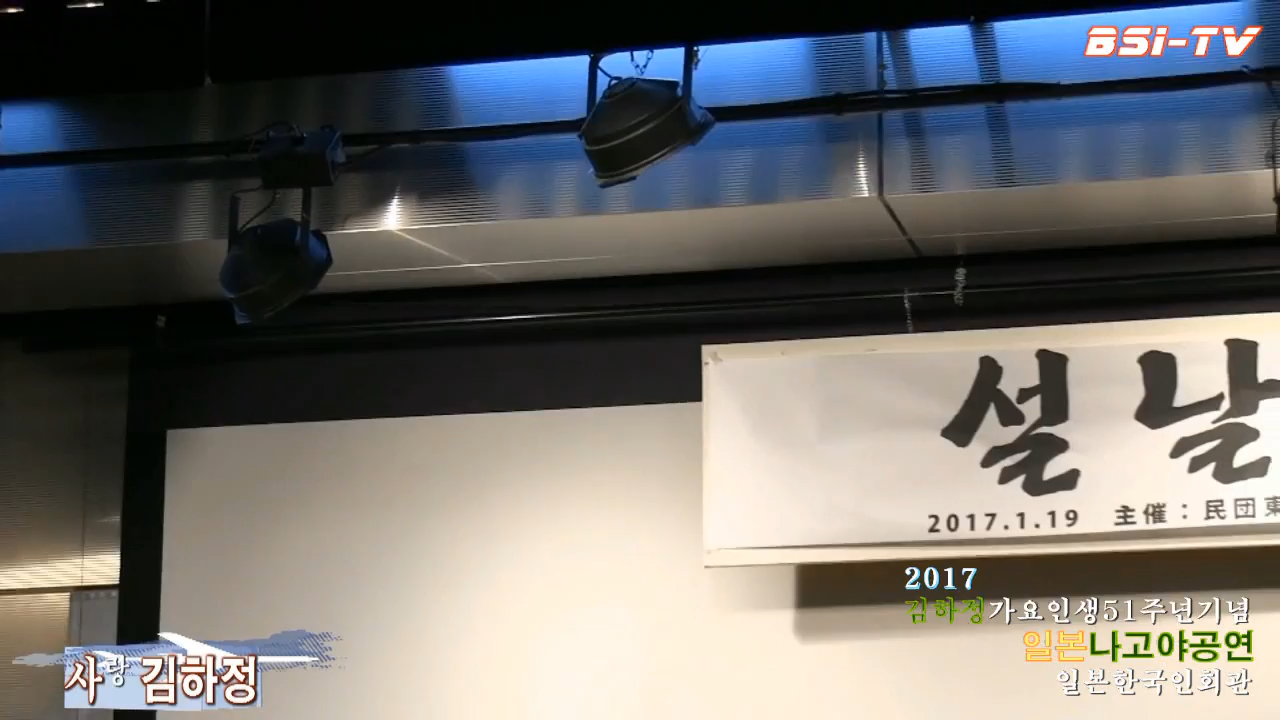 BSi-TV
설날
2017.1.19 主催：民団東
2017
김하정가요인생51주년기념
일본나고야공연
일본한국인회관
사랑 김하정